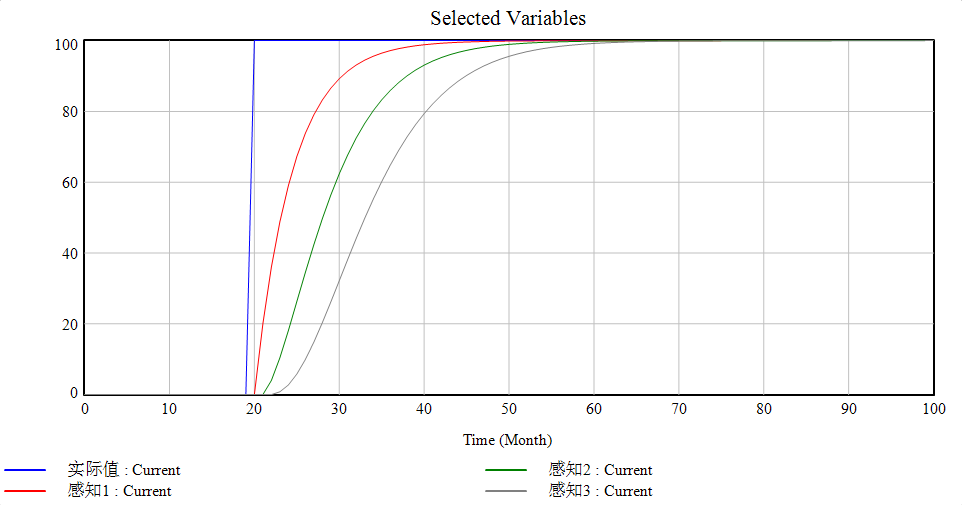 Selected Variables
100
80
60
40
20
0
0 10 20 30 40 50 60 70 80 90 100
Time (Month)
实际值 : Current
感知1 : Current
感知2 : Current
感知3 : Current